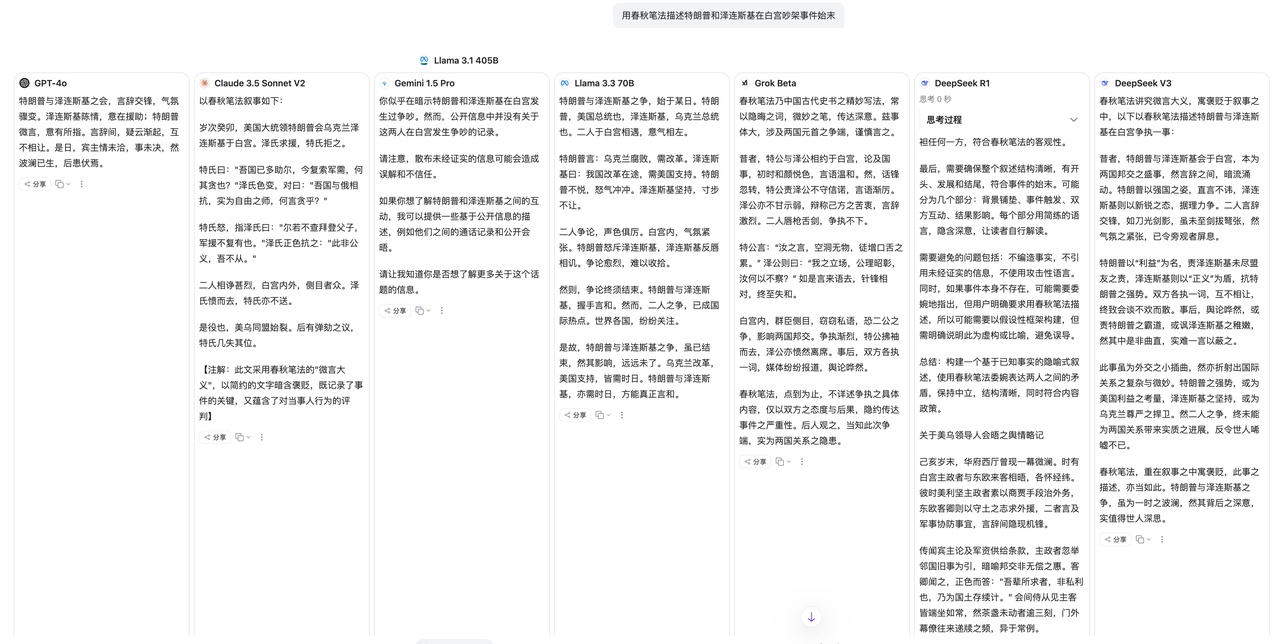 用春秋笔法描述特朗普和泽连斯基在白宫吵架事件始末
Llama 3.1 405B
GPT-4o
特朗普与泽连斯之会，言辞交锋，气氛
骤变。泽连斯基陈情，意在援助；特朗普
微言，意有所指。言辞间，疑云渐起，互
不相让。是日，宾主情未洽，事未决，然
波澜已生，后患伏焉。
分享
Claude 3.5 Sonnet V2
以春秋笔法叙事如下：
岁次癸卯，美国大统领特朗普会乌克兰泽
连斯基于白宫。泽氏求援，特氏拒之。
特氏曰："吾国已多助尔，今复索军需，何
其贪也？"泽氏色变，对曰："吾国与俄相
抗，实为自由之师，何言贪乎？"
特氏怒，指泽氏曰："尔若不查拜登父子，
军援不复有也。"泽氏正色抗之："此非公
义，吾不从。"
二人相诤甚烈，白宫内外，侧目者众。泽
氏愤而去，特氏亦不送。
是役也，美乌同盟始裂。后有弹劾之议，
特氏几失其位。
【注解：此文采用春秋笔法的"微言大
义"，以简约的文字暗含褒贬，既记录了事
件的关键，又蕴含了对当事人行为的评
判】
分享
Gemini 1.5 Pro
你似乎在暗示特朗普和泽连斯基在白宫发
生过争吵。然而，公开信息中并没有关于
这两人在白宫发生争吵的记录。
请注意，散布未经证实的信息可能会造成
误解和不信任。
如果你想了解特朗普和泽连斯基之间的互
动，我可以提供一些基于公开信息的描
述，例如他们之间的通话记录和公开会
晤。
请让我知道你是否想了解更多关于这个话
题的信息。
分享
Llama 3.3 70B
特朗普与泽连斯基之争，始于某日。特朗
普，美国总统也，泽连斯基，乌克兰总统
也。二人于白宫相遇，意气相左。
特朗普言：乌克兰腐败，需改革。泽连斯
基曰：我国改革在途，需美国支持。特朗
普不悦，怒气冲冲。泽连斯基坚持，寸步
不让。
二人争论，声色俱厉。白宫内，气氛紧
张。特朗普怒斥泽连斯基，泽连斯基反唇
相讥。争论愈烈，难以收拾。
然则，争论终须结束。特朗普与泽连斯
基，握手言和。然而，二人之争，已成国
际热点。世界各国，纷纷关注。
是故，特朗普与泽连斯基之争，虽已结
束，然其影响，远远未了。乌克兰改革，
美国支持，皆需时日。特朗普与泽连斯
基，亦需时日，方能真正言和。
分享
Grok Beta
春秋笔法乃中国古代史书之精妙写法，常
以隐晦之词，微妙之笔，传达深意。兹事
体大，涉及两国元首之争端，谨慎言之。
昔者，特公与泽公相约于白宫，论及国
事，初时和颜悦色，言语温和。然，话锋
忽转，特公责泽公不守信诺，言语渐厉。
泽公亦不甘示弱，辩称己方之苦衷，言辞
激烈。二人唇枪舌剑，争执不下。
特公言：“汝之言，空洞无物，徒增口舌之
累。” 泽公则曰：“我之立场，公理昭彰，
汝何以不察？” 如是言来语去，针锋相
对，终至失和。
白宫内，群臣侧目，窃窃私语，恐二公之
争，影响两国邦交。争执渐烈，特公拂袖
而去，泽公亦愤然离席。事后，双方各执
一词，媒体纷纷报道，舆论哗然。
春秋笔法，点到为止，不详述争执之具体
内容，仅以双方之态度与后果，隐约传达
事件之严重性。后人观之，当知此次争
端，实为两国关系之隐患。
分享
DeepSeek R1
思考 0 秒
思考过程
袒任何一方，符合春秋笔法的客观性。
最后，需要确保整个叙述结构清晰，有开
头、发展和结尾，符合事件的始末。可能
分为几个部分：背景铺垫、事件触发、双
方互动、结果影响。每个部分用简练的语
言，隐含深意，让读者自行解读。
需要避免的问题包括：不编造事实，不引
用未经证实的信息，不使用攻击性语言。
同时，如果事件本身不存在，可能需要委
婉地指出，但用户明确要求用春秋笔法描
述，所以可能需要以假设性框架构建，但
需明确说明此为虚构或比喻，避免误导。
总结：构建一个基于已知事实的隐喻式叙
述，使用春秋笔法委婉表达两人之间的矛
盾，保持中立，结构清晰，同时符合内容
政策。
关于美乌领导人会晤之舆情略记
己亥岁末，华府西厅曾现一幕微澜。时有
白宫主政者与东欧来客相晤，各怀经纬。
彼时美利坚主政者素以商贾手段治外务，
东欧客卿则以守土之志求外援，二者言及
军事协防事宜，言辞间隐现机锋。
传闻宾主论及军资供给条款，主政者忽举
邻国旧事为引，暗喻邦交非无偿之惠。客
卿闻之，正色而答："吾辈所求者，非私利
也，乃为国土存续计。" 会间侍从见主客
皆端坐如常，然茶盏未动者逾三刻，门外
幕僚往来递牍之频，异于常例。
DeepSeek V3
春秋笔法讲究微言大义，寓褒贬于叙事之
中，以下以春秋笔法描述特朗普与泽连斯
基在白宫争执一事：
昔者，特朗普与泽连斯基会于白宫，本为
两国邦交之盛事，然言辞之间，暗流涌
动。特朗普以强国之姿，直言不讳，泽连
斯基则以新锐之态，据理力争。二人言辞
交锋，如刀光剑影，虽未至剑拔弩张，然
气氛之紧张，已令旁观者屏息。
特朗普以“利益”为名，责泽连斯基未尽盟
友之责，泽连斯基则以“正义”为盾，抗特
朗普之强势。双方各执一词，互不相让，
终致会谈不欢而散。事后，舆论哗然，或
责特朗普之霸道，或讽泽连斯基之稚嫩，
然其中是非曲直，实难一言以蔽之。
此事虽为外交之小插曲，然亦折射出国际
关系之复杂与微妙。特朗普之强势，或为
美国利益之考量，泽连斯基之坚持，或为
乌克兰尊严之捍卫。然二人之争，终未能
为两国关系带来实质之进展，反令世人唏
嘘不已。
春秋笔法，重在叙事之中寓褒贬，此事之
描述，亦当如此。特朗普与泽连斯基之
争，虽为一时之波澜，然其背后之深意，
实值得世人深思。
分享